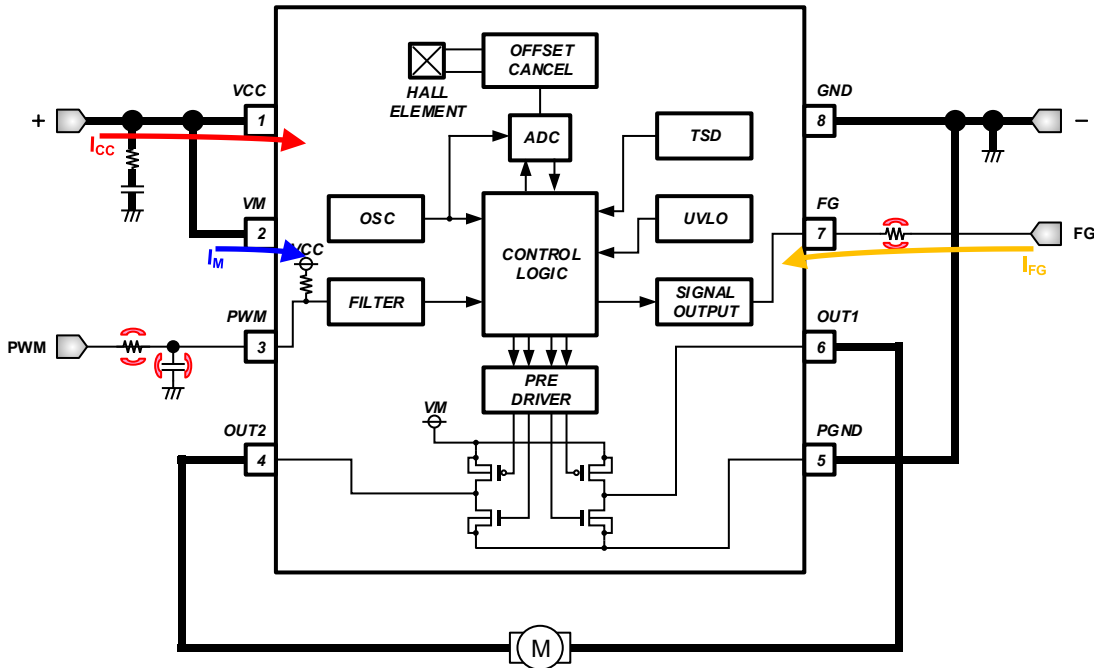 OFFSET
CANCEL
HALL
ELEMENT
VCC
1
+
ICC
GND
8
−
ADC
TSD
VM
2
IM
VCC
OSC
CONTROL
LOGIC
UVLO
FG
7
FG
IFG
FILTER
SIGNAL
OUTPUT
PWM
PWM
3
OUT1
6
PRE
DRIVER
VM
OUT2
4
PGND
5
M